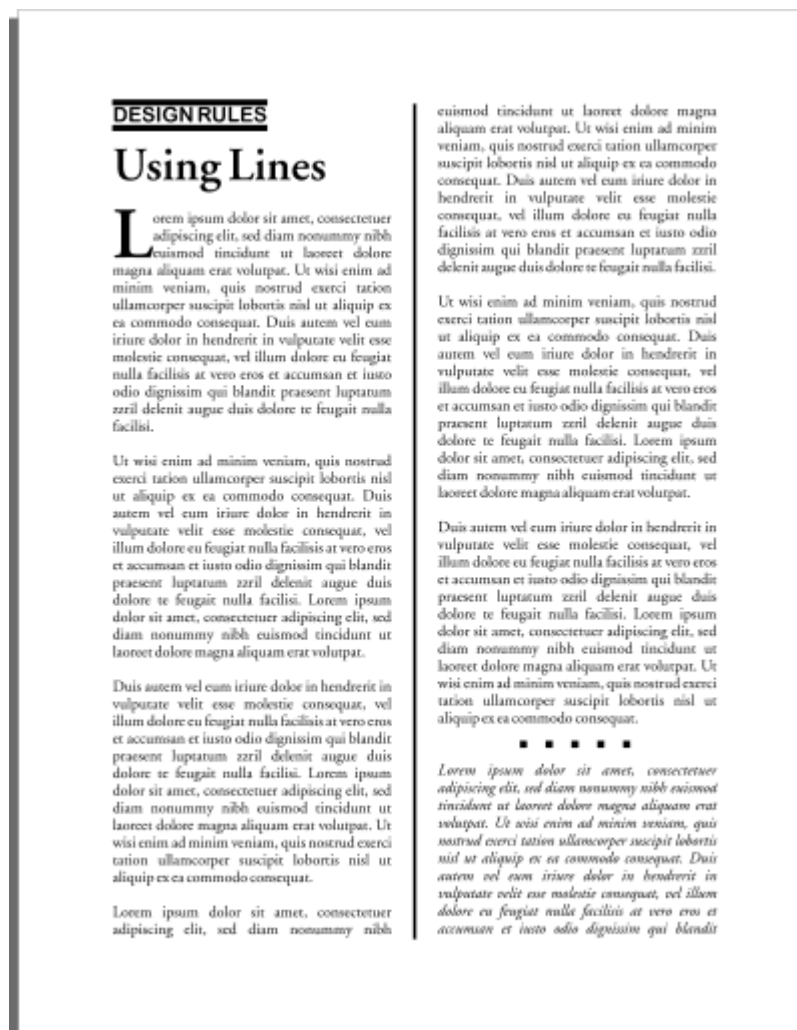 DESIGN RULES
Using Lines
Lorem ipsum dolor sit amet, consectetuer
adipiscing elit, sed diam nonummy nibh
euismod tincidunt ut laoreet dolore
magna aliquam erat volutpat. Ut wisi enim ad
minim veniam, quis nostrud exerci tation
ullamcorper suscipit lobortis nisl ut aliquip ex
ea commodo consequat. Duis autem vel eum
iriure dolor in hendrerit in vulputate velit esse
molestie consequat, vel illum dolore eu feugiat
nulla facilisis at vero eros et accumsan et iusto
odio dignissim qui blandit praesent luptatum
zzril delenit augue duis dolore te feugait nulla
facilisi.
Ut wisi enim ad minim veniam, quis nostrud
exerci tation ullamcorper suscipit lobortis nisl
ut aliquip ex ea commodo consequat. Duis
autem vel eum iriure dolor in hendrerit in
vulputate velit esse molestie consequat, vel
illum dolore eu feugiat nulla facilisis at vero eros
et accumsan et iusto odio dignissim qui blandit
praesent luptatum zzril delenit augue duis
dolore te feugait nulla facilisi. Lorem ipsum
dolor sit amet, consectetuer adipiscing elit, sed
diam nonummy nibh euismod tincidunt ut
laoreet dolore magna aliquam erat volutpat.
Duis autem vel eum iriure dolor in hendrerit in
vulputate velit esse molestie consequat, vel
illum dolore eu feugiat nulla facilisis at vero eros
et accumsan et iusto odio dignissim qui blandit
praesent luptatum zzril delenit augue duis
dolore te feugait nulla facilisi. Lorem ipsum
dolor sit amet, consectetuer adipiscing elit, sed
diam nonummy nibh euismod tincidunt ut
laoreet dolore magna aliquam erat volutpat. Ut
wisi enim ad minim veniam, quis nostrud exerci
tation ullamcorper suscipit lobortis nisl ut
aliquip ex ea commodo consequat.
Lorem ipsum dolor sit amet, consectetuer
adipiscing elit, sed diam nonummy nibh
euismod tincidunt ut laoreet dolore magna
aliquam erat volutpat. Ut wisi enim ad minim
veniam, quis nostrud exerci tation ullamcorper
suscipit lobortis nisl ut aliquip ex ea commodo
consequat. Duis autem vel eum iriure dolor in
hendrerit in vulputate velit esse molestie
consequat, vel illum dolore eu feugiat nulla
facilisis at vero eros et accumsan et iusto odio
dignissim qui blandit praesent luptatum zzril
delenit augue duis dolore te feugait nulla facilisi.
Ut wisi enim ad minim veniam, quis nostrud
exerci tation ullamcorper suscipit lobortis nisl
ut aliquip ex ea commodo consequat. Duis
autem vel eum iriure dolor in hendrerit in
vulputate velit esse molestie consequat, vel
illum dolore eu feugiat nulla facilisis at vero eros
et accumsan et iusto odio dignissim qui blandit
praesent luptatum zzril delenit augue duis
dolore te feugait nulla facilisi. Lorem ipsum
dolor sit amet, consectetuer adipiscing elit, sed
diam nonummy nibh euismod tincidunt ut
laoreet dolore magna aliquam erat volutpat.
Duis autem vel eum iriure dolor in hendrerit in
vulputate velit esse molestie consequat, vel
illum dolore eu feugiat nulla facilisis at vero eros
et accumsan et iusto odio dignissim qui blandit
praesent luptatum zzril delenit augue duis
dolore te feugait nulla facilisi. Lorem ipsum
dolor sit amet, consectetuer adipiscing elit, sed
diam nonummy nibh euismod tincidunt ut
laoreet dolore magna aliquam erat volutpat. Ut
wisi enim ad minim veniam, quis nostrud exerci
tation ullamcorper suscipit lobortis nisl ut
aliquip ex ea commodo consequat.
Lorem ipsum dolor sit amet, consectetuer
adipiscing elit, sed diam nonummy nibh euismod
tincidunt ut laoreet dolore magna aliquam erat
volutpat. Ut wisi enim ad minim veniam, quis
nostrud exerci tation ullamcorper suscipit lobortis
nisl ut aliquip ex ea commodo consequat. Duis
autem vel eum iriure dolor in hendrerit in
vulputate velit esse molestie consequat, vel illum
dolore eu feugiat nulla facilisis at vero eros et
accumsan et iusto odio dignissim qui blandit